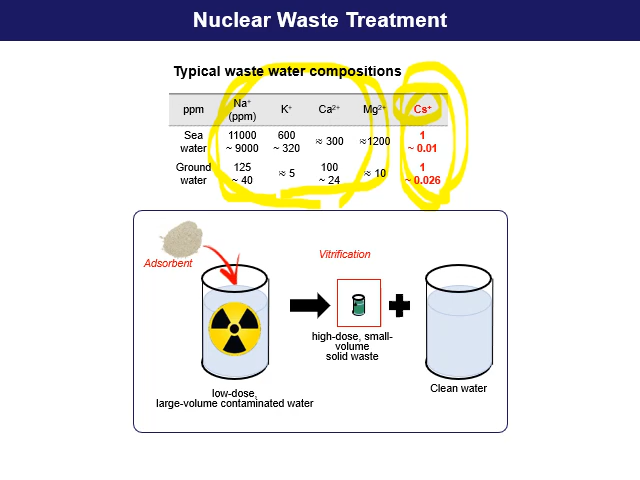 Nuclear Waste Treatment
Typical waste water compositions
ppm Na⁺ (ppm) K⁺ Ca²⁺ Mg²⁺ Cs⁺
Sea water 11000 ~ 9000 600 ~ 320 ≈ 300 ≈1200 1 ~ 0.01
Ground water 125 ~ 40 ≈ 5 100 ~ 24 ≈ 10 1 ~ 0.026
Adsorbent
Vitrification
high-dose, small-
volume
solid waste
Clean water
low-dose,
large-volume contaminated water